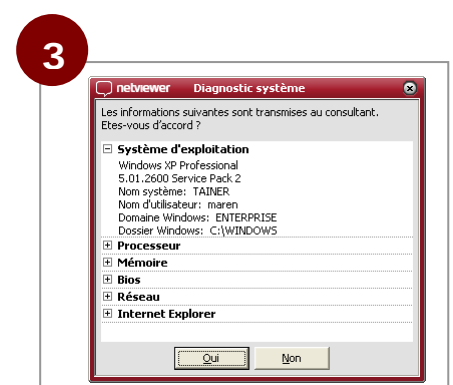 3
netviewer Diagnostic système
Les informations suivantes sont transmises au consultant.
Etes-vous d'accord ?
Système d'exploitation
Windows XP Professional
5.01.2600 Service Pack 2
Nom système: TAINER
Nom d'utilisateur: maren
Domaine Windows: ENTERPRISE
Dossier Windows: C:\WINDOWS
Processeur
Mémoire
Bios
Réseau
Internet Explorer
Oui Non